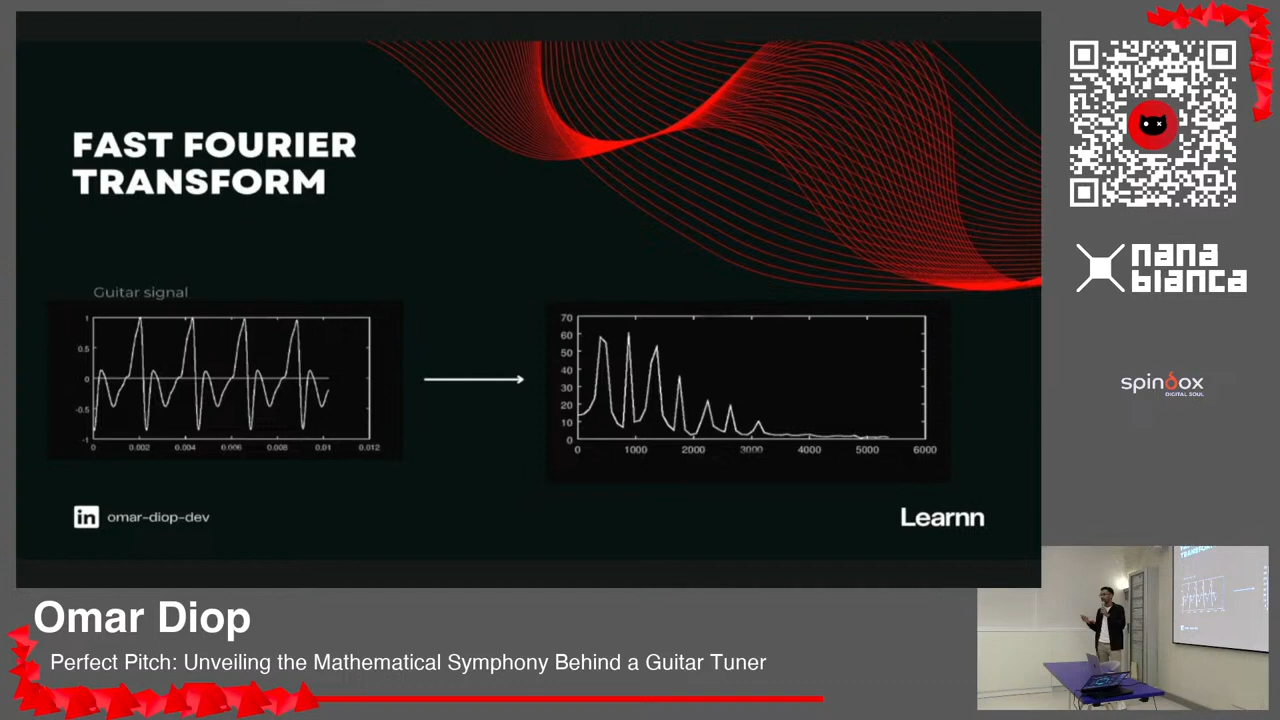 FAST FOURIER
TRANSFORM
Guitar signal
1
0.5
0
-0.5
-1
0
0.002
0.004
0.006
0.008
0.01
0.012
70
60
50
40
30
20
10
0
0
1000
2000
3000
4000
5000
6000
in omar-diop-dev
Learnn
nana
bianca
spindox
DIGITAL SOUL
Omar Diop
Perfect Pitch: Unveiling the Mathematical Symphony Behind a Guitar Tuner